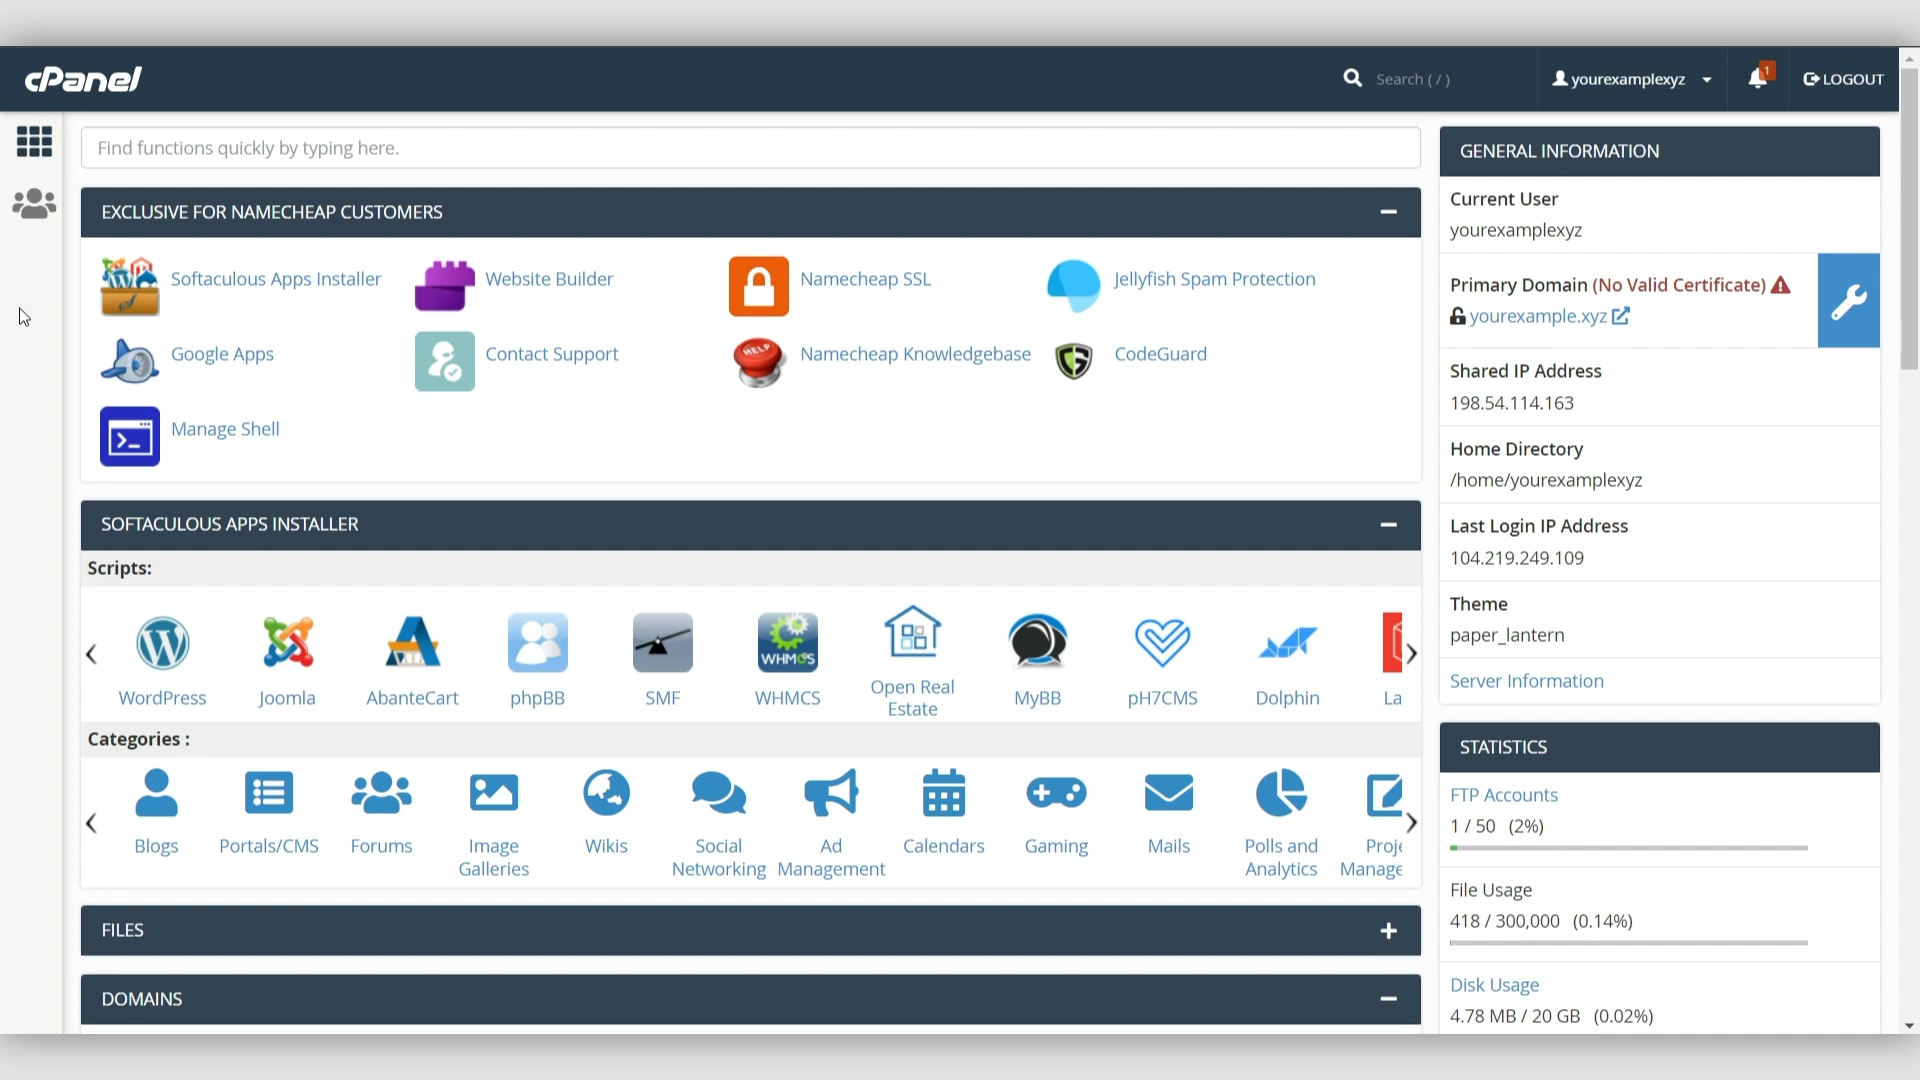 cPanel
Search ( / )
yourexamplexyz
1
LOGOUT
Find functions quickly by typing here.
EXCLUSIVE FOR NAMECHEAP CUSTOMERS
Softaculous Apps Installer
Website Builder
Namecheap SSL
Jellyfish Spam Protection
Google Apps
Contact Support
HELP
Namecheap Knowledgebase
CodeGuard
Manage Shell
SOFTACULOUS APPS INSTALLER
Scripts:
WHMCS
WordPress
Joomla
AbanteCart
phpBB
SMF
WHMCS
Open Real
Estate
MyBB
pH7CMS
Dolphin
La
Categories :
Blogs
Portals/CMS
Forums
Image
Galleries
Wikis
Social
Networking
Ad
Management
Calendars
Gaming
Mails
Polls and
Analytics
Proje
Manage
FILES
DOMAINS
GENERAL INFORMATION
Current User
yourexamplexyz
Primary Domain (No Valid Certificate)
yourexample.xyz
Shared IP Address
198.54.114.163
Home Directory
/home/yourexamplexyz
Last Login IP Address
104.219.249.109
Theme
paper_lantern
Server Information
STATISTICS
FTP Accounts
1 / 50 (2%)
File Usage
418 / 300,000 (0.14%)
Disk Usage
4.78 MB / 20 GB (0.02%)